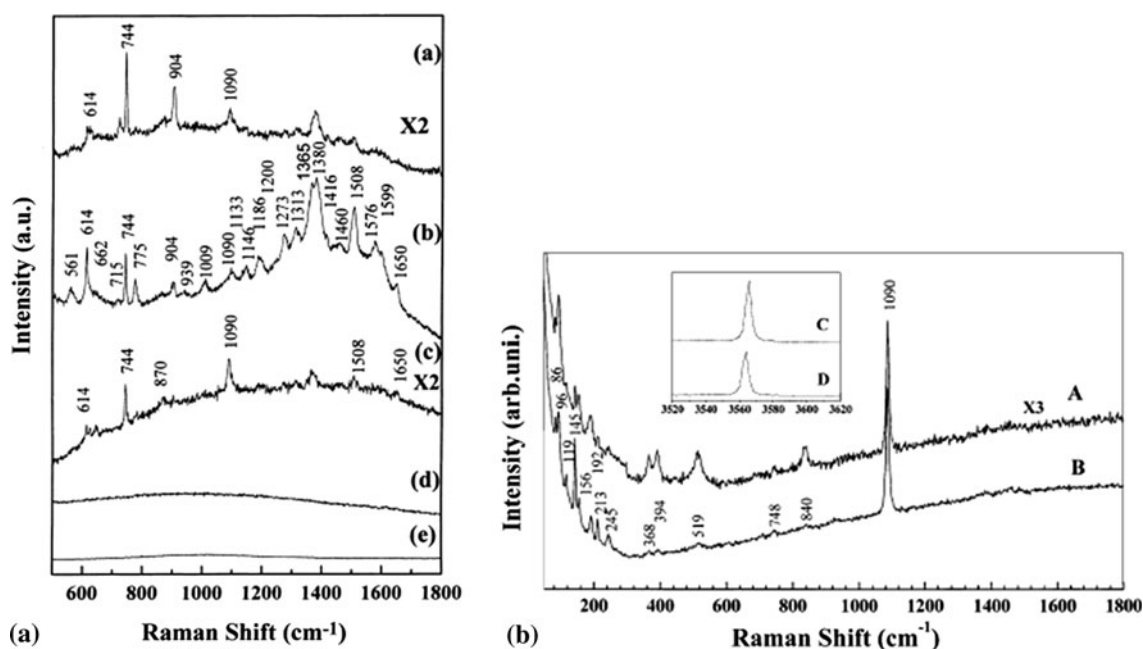 744
(a)
904
1090
614
X2
1365
1380
1200
1416
1508
1599
1186
1313
1133
1273
1460
1576
(b)
614
744
1146
1090
662
775
904
1009
561
715
939
1650
(c)
1090
744
1508
1650
X2
870
614
(d)
(e)
Intensity (a.u.)
600 800 1000 1200 1400 1600 1800
Raman Shift (cm-1)
(a)
1090
C
D
3520 3540 3560 3580 3600 3620
86
96
A
X3
145
119
192
156
213
245
B
368
394
519
748
840
Intensity (arb.uni.)
200 400 600 800 1000 1200 1400 1600 1800
Raman Shift (cm-1)
(b)